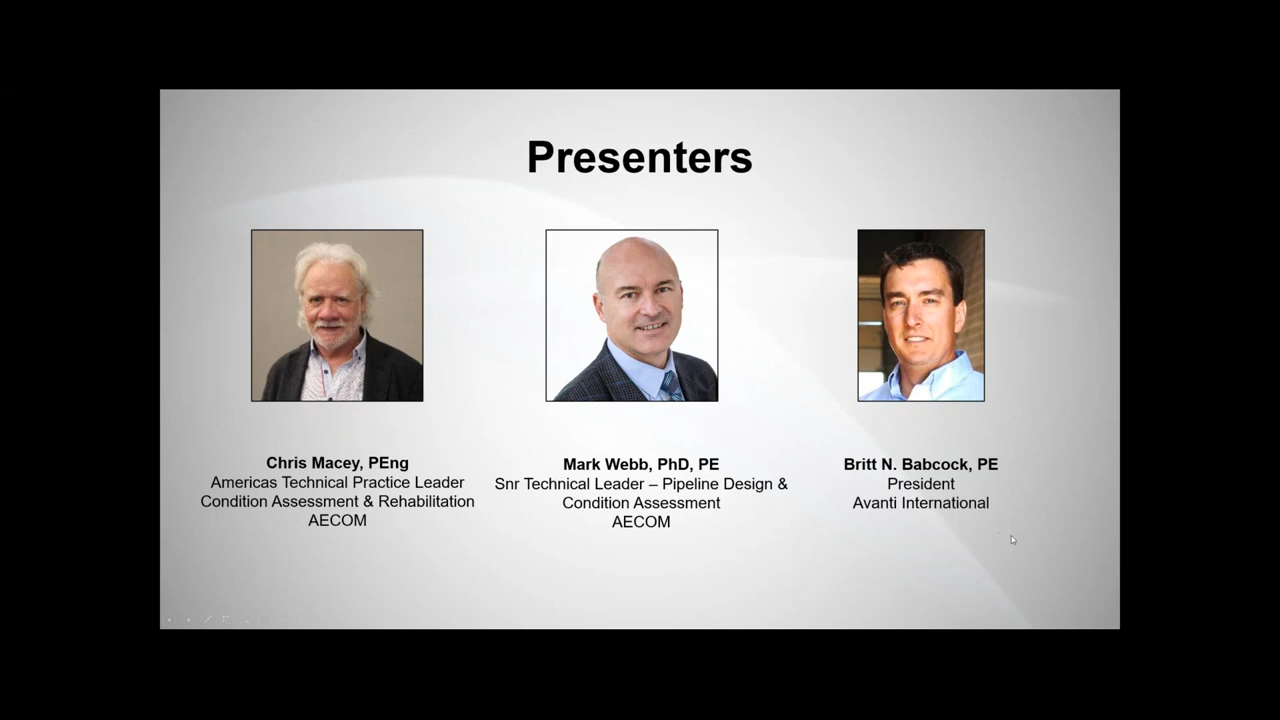 Presenters
Chris Macey, PEng
Americas Technical Practice Leader
Condition Assessment & Rehabilitation
AECOM
Mark Webb, PhD, PE
Snr Technical Leader – Pipeline Design &
Condition Assessment
AECOM
Britt N. Babcock, PE
President
Avanti International